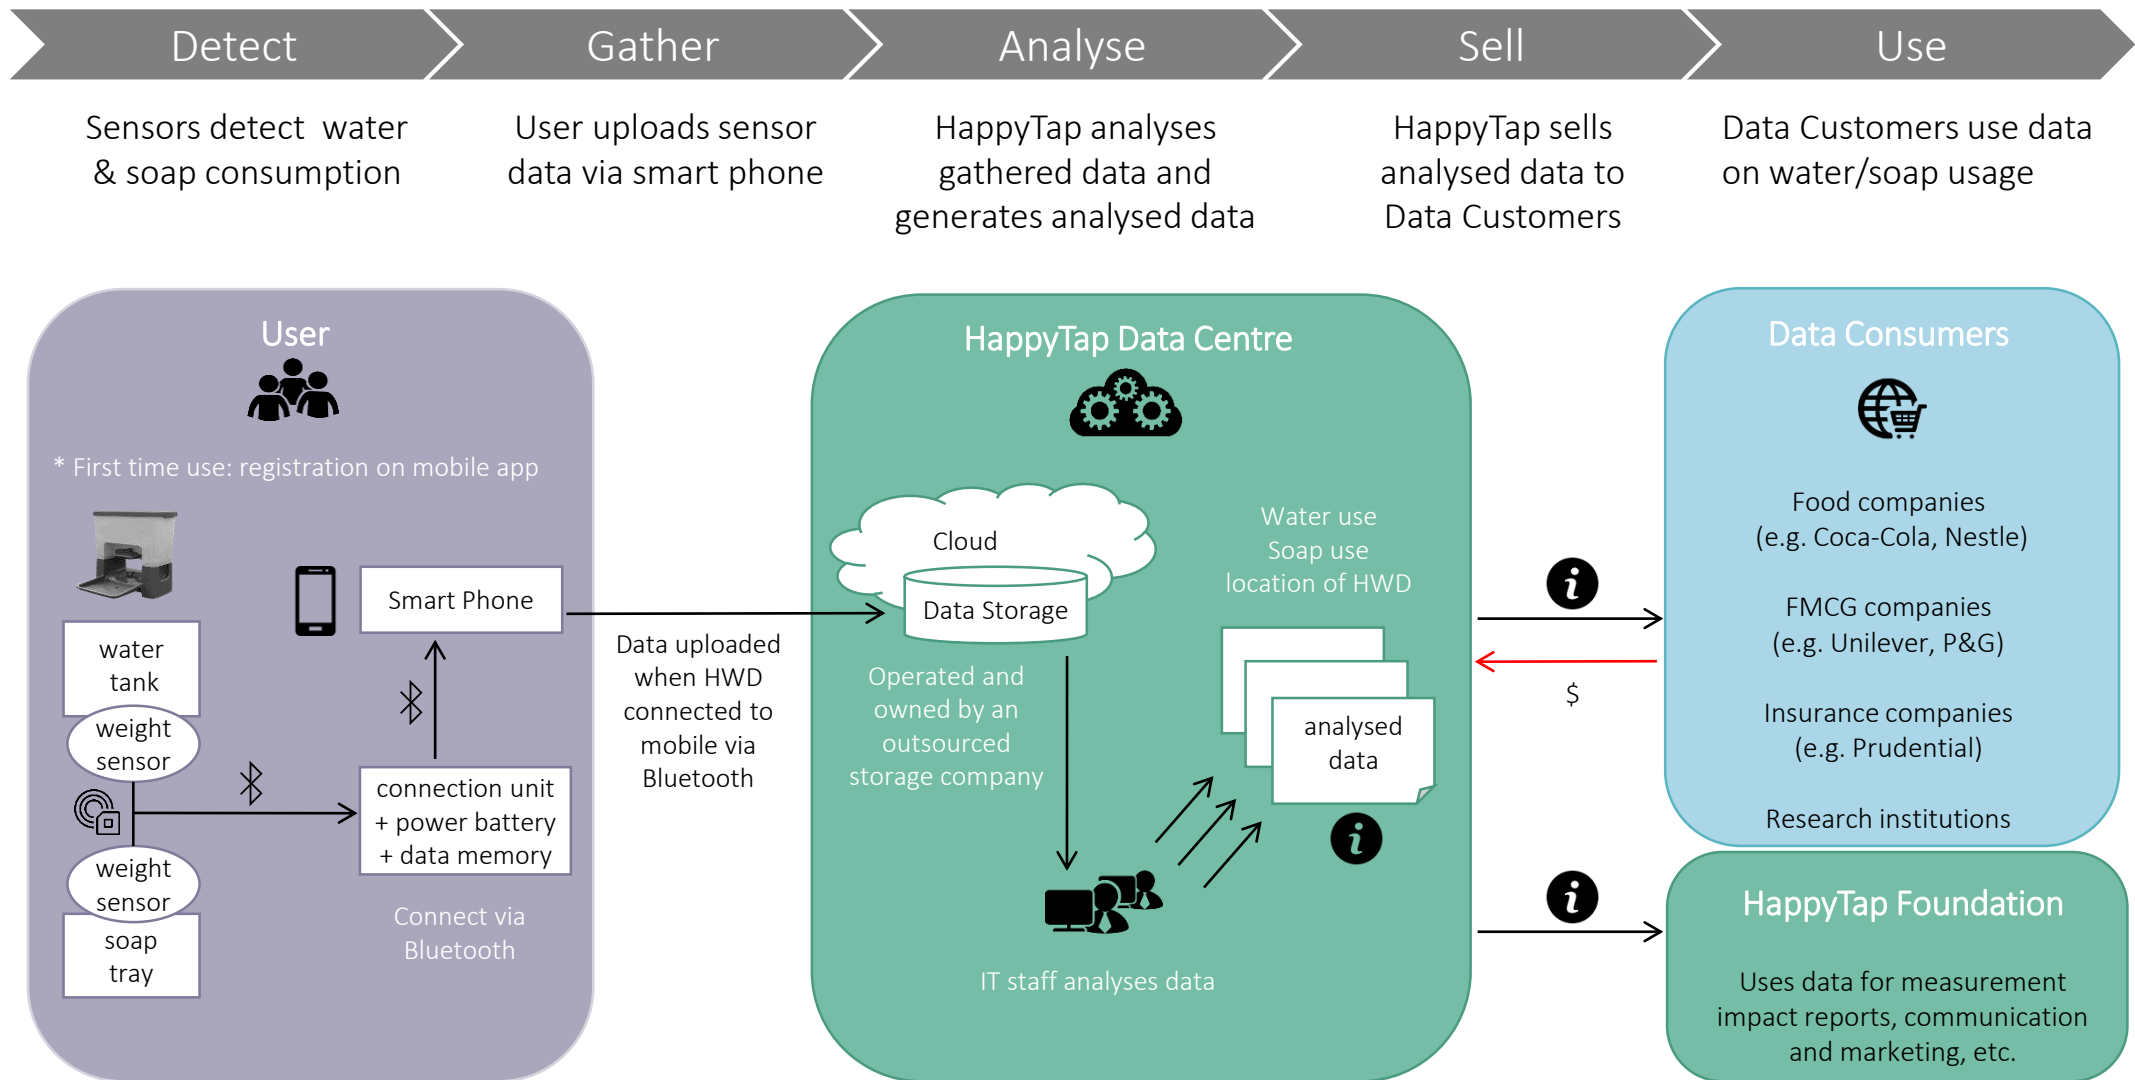 Detect
Gather
Analyse
Sell
Use
Sensors detect water
& soap consumption
User uploads sensor
data via smart phone
HappyTap analyses
gathered data and
generates analysed data
HappyTap sells
analysed data to
Data Customers
Data Customers use data
on water/soap usage
User
* First time use: registration on mobile app
Smart Phone
water
tank
weight
sensor
connection unit
+ power battery
+ data memory
weight
sensor
soap
tray
Connect via
Bluetooth
Data uploaded
when HWD
connected to
mobile via
Bluetooth
HappyTap Data Centre
Cloud
Data Storage
Operated and
owned by an
outsourced
storage company
Water use
Soap use
location of HWD
analysed
data
i
IT staff analyses data
i
$
i
Data Consumers
Food companies
(e.g. Coca-Cola, Nestle)
FMCG companies
(e.g. Unilever, P&G)
Insurance companies
(e.g. Prudential)
Research institutions
HappyTap Foundation
Uses data for measurement
impact reports, communication
and marketing, etc.